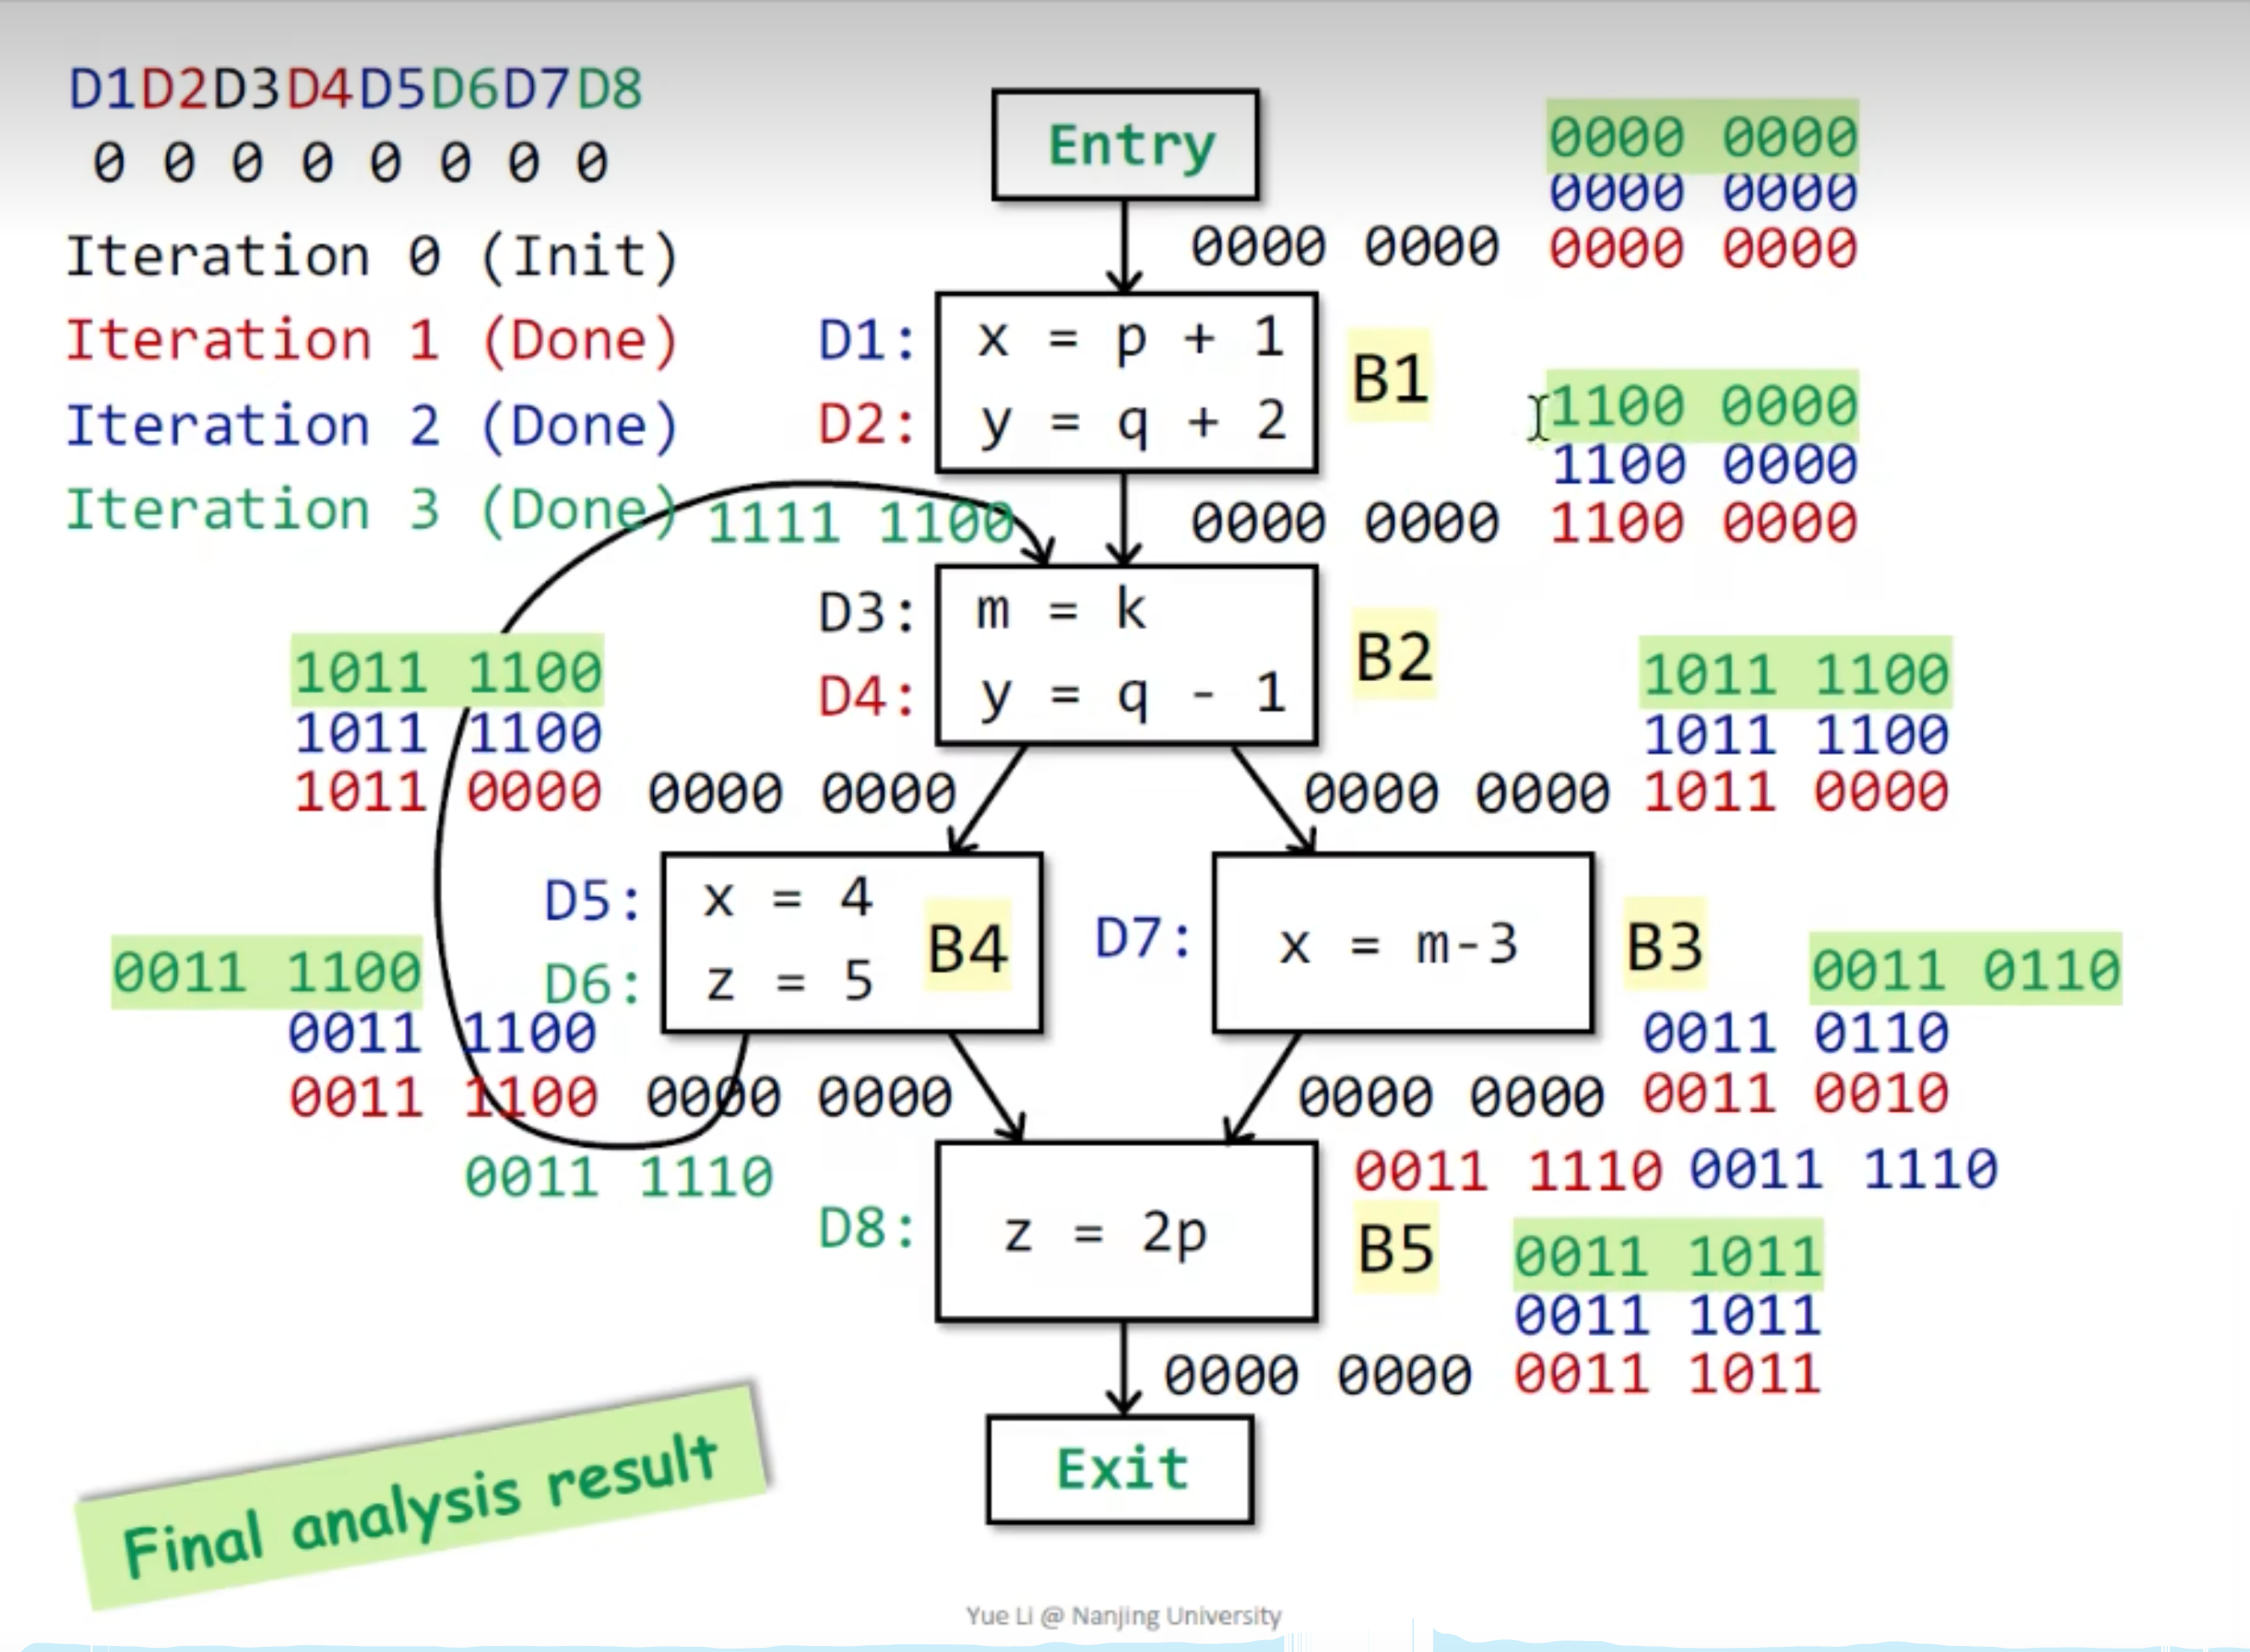 D1D2D3D4D5D6D7D8
0 0 0 0 0 0 0 0
Iteration 0 (Init)
Iteration 1 (Done)
Iteration 2 (Done)
Iteration 3 (Done)
Entry
0000 0000
0000 0000
0000 0000 0000 0000
D1: x = p + 1
D2: y = q + 2
B1
1100 0000
1100 0000
1111 1100 0000 0000 1100 0000
D3: m = k
D4: y = q - 1
B2
1011 1100
1011 1100
1011 0000 0000 0000
1011 1100
1011 1100
0000 0000 1011 0000
D5: x = 4
D6: z = 5
B4
D7: x = m-3
B3
0011 1100
0011 1100
0011 1100 0000 0000
0011 0110
0011 0110
0000 0000 0011 0010
0011 1110
0011 1110 0011 1110
D8: z = 2p
B5
0011 1011
0011 1011
0000 0000 0011 1011
Exit
Final analysis result
Yue Li @ Nanjing University